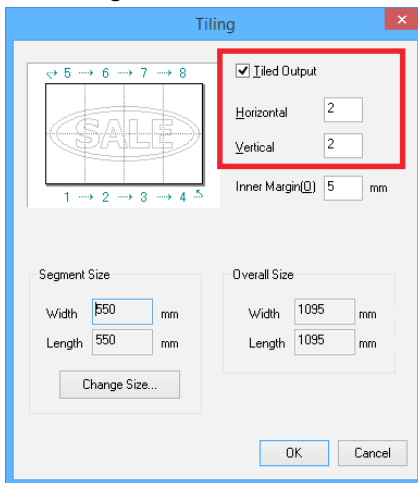 Tiling
5 6 7 8
SALE
1 2 3 4
Tiled Output
Horizontal 2
Vertical 2
Inner Margin(O) 5 mm
Segment Size
Width 550 mm
Length 550 mm
Change Size...
Overall Size
Width 1095 mm
Length 1095 mm
OK Cancel